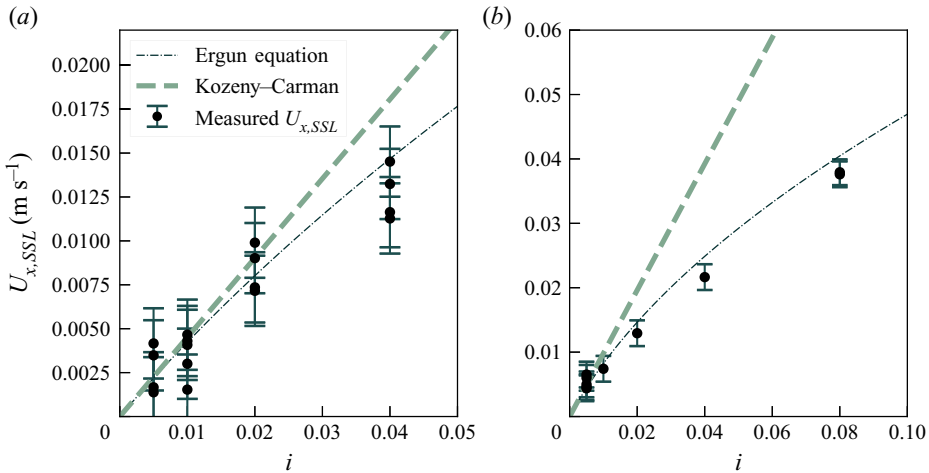 (a)
(b)
0.0200
0.0175
0.0150
0.0125
0.0100
0.0075
0.0050
0.0025
U_{x,SSL} (m s⁻¹)
Ergun equation
Kozeny–Carman
Measured U_{x,SSL}
0 0.01 0.02 0.03 0.04 0.05
i
0.06
0.05
0.04
0.03
0.02
0.01
0 0.02 0.04 0.06 0.08 0.10
i